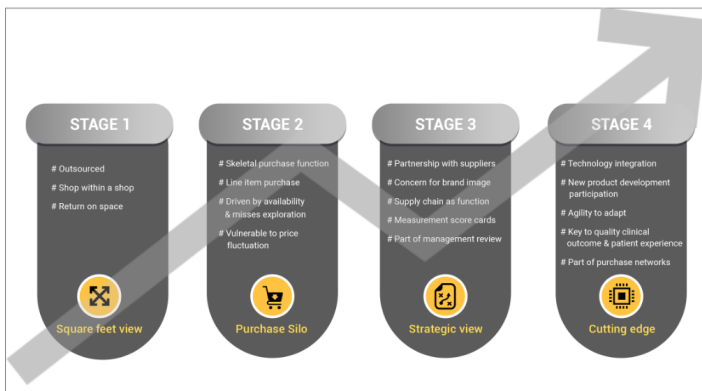 STAGE 1
# Outsourced
# Shop within a shop
# Return on space
Square feet view
STAGE 2
# Skeletal purchase function
# Line item purchase
# Driven by availability
& misses exploration
# Vulnerable to price
fluctuation
Purchase Silo
STAGE 3
# Partnership with suppliers
# Concern for brand image
# Supply chain as function
# Measurement score cards
# Part of management review
Strategic view
STAGE 4
# Technology integration
# New product development
participation
# Agility to adapt
# Key to quality clinical
outcome & patient experience
# Part of purchase networks
Cutting edge